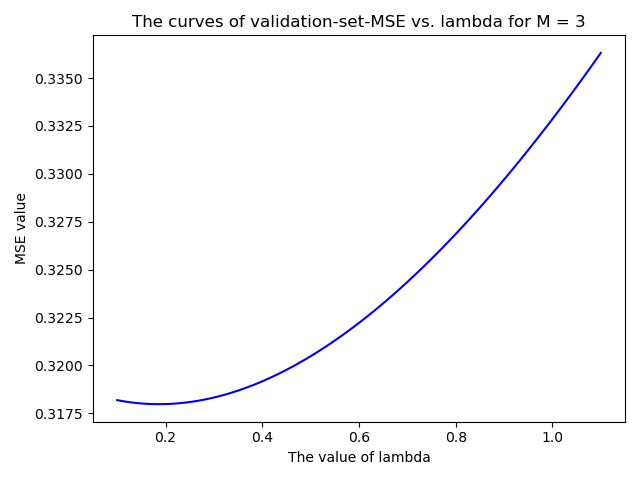 The curves of validation-set-MSE vs. lambda for M = 3
MSE value
0.3350
0.3325
0.3300
0.3275
0.3250
0.3225
0.3200
0.3175
0.2 0.4 0.6 0.8 1.0
The value of lambda